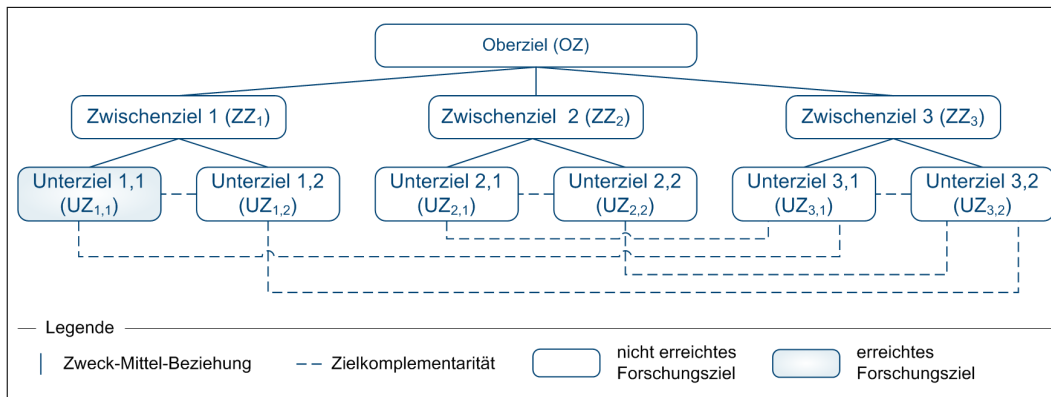 Oberziel (OZ)
Zwischenziel 1 (ZZ₁)
Zwischenziel 2 (ZZ₂)
Zwischenziel 3 (ZZ₃)
Unterziel 1,1
(UZ₁,₁)
Unterziel 1,2
(UZ₁,₂)
Unterziel 2,1
(UZ₂,₁)
Unterziel 2,2
(UZ₂,₂)
Unterziel 3,1
(UZ₃,₁)
Unterziel 3,2
(UZ₃,₂)
Legende
Zweck-Mittel-Beziehung
Zielkomplementarität
nicht erreichtes
Forschungsziel
erreichtes
Forschungsziel